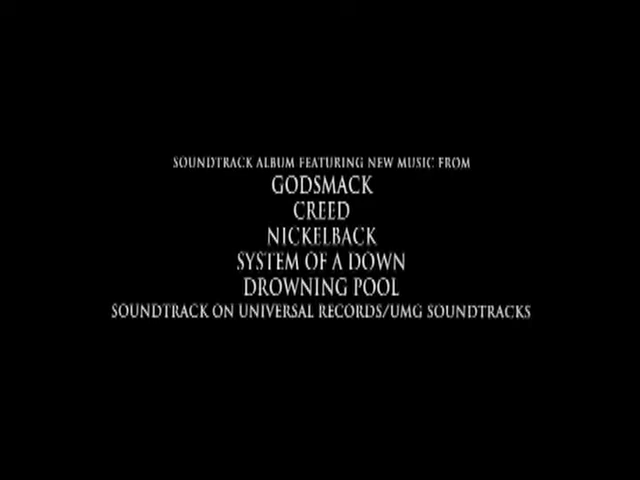 SOUNDTRACK ALBUM FEATURING NEW MUSIC FROM
GODSMACK
CREED
NICKELBACK
SYSTEM OF A DOWN
DROWNING POOL
SOUNDTRACK ON UNIVERSAL RECORDS/UMG SOUNDTRACKS